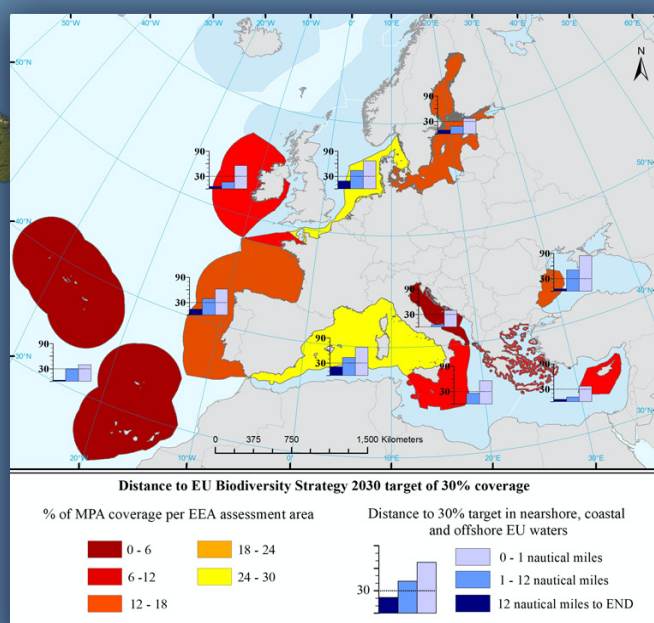 10°W
0°
10°E
20°E
30°E
40°E
50°E
60°E
50°N
60°N
N
90
30
90
30
90
30
50°N
40°N
90
30
90
30
90
30
40°N
90
30
90
30
90
30
90
30
30°N
30°N
0 375 750 1,500 Kilometers
20°W
10°W
0°
10°E
20°E
30°E
Distance to EU Biodiversity Strategy 2030 target of 30% coverage
% of MPA coverage per EEA assessment area
0 - 6
6 -12
12 - 18
18 - 24
24 - 30
Distance to 30% target in nearshore, coastal
and offshore EU waters
30
0 - 1 nautical miles
1 - 12 nautical miles
12 nautical miles to END